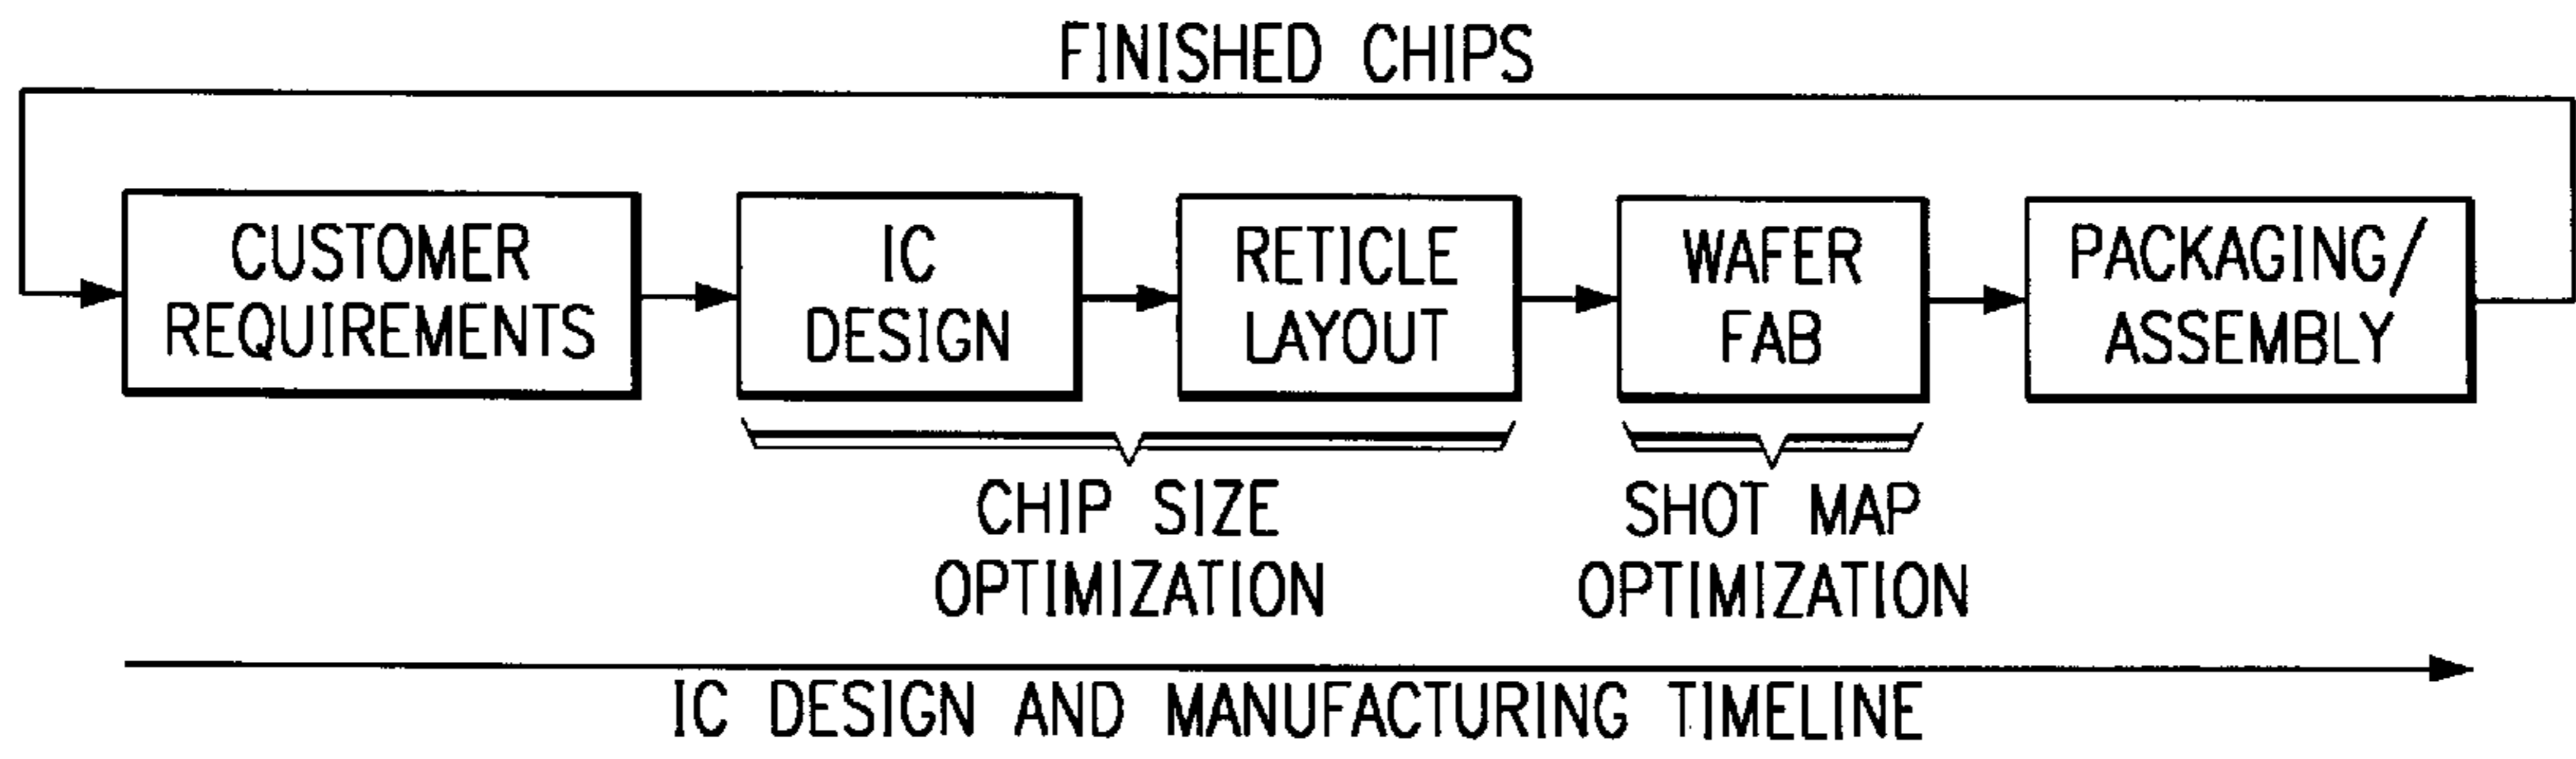 FINISHED CHIPS
CUSTOMER
REQUIREMENTS
IC
DESIGN
RETICLE
LAYOUT
WAFER
FAB
PACKAGING/
ASSEMBLY
CHIP SIZE
OPTIMIZATION
SHOT MAP
OPTIMIZATION
IC DESIGN AND MANUFACTURING TIMELINE